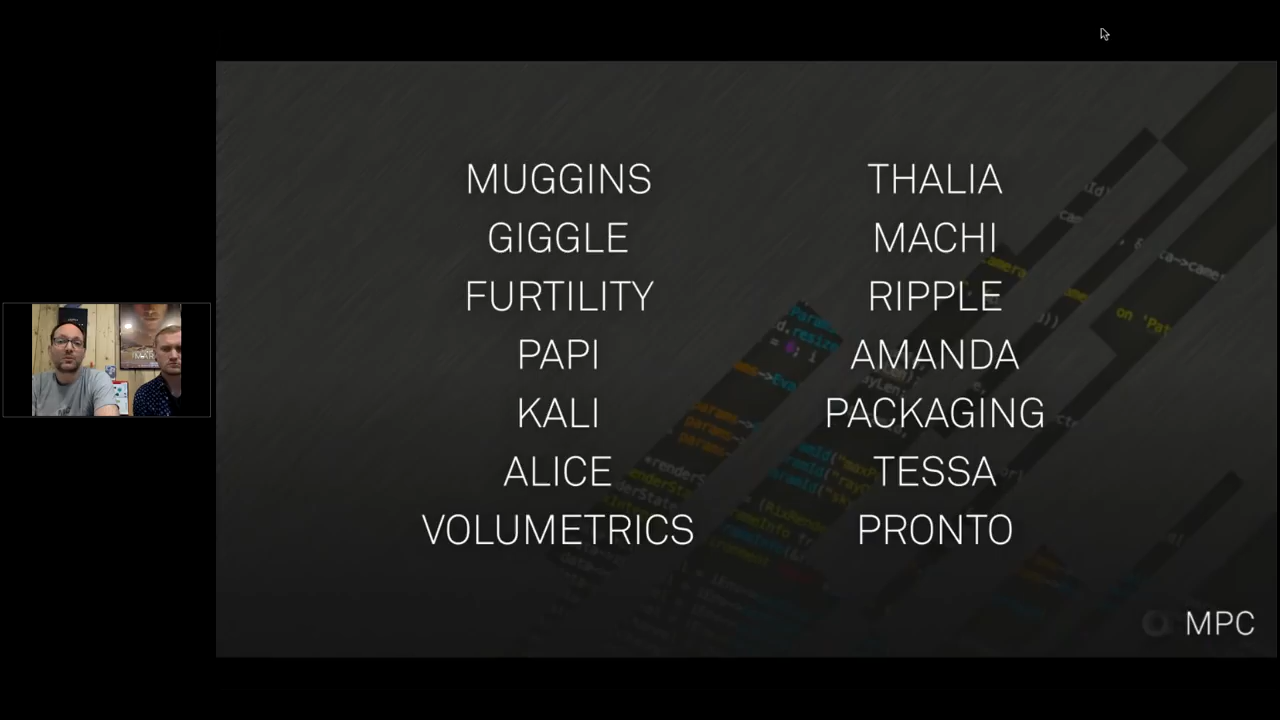 MUGGINS
GIGGLE
FURTILITY
PAPI
KALI
ALICE
VOLUMETRICS
THALIA
MACHI
RIPPLE
AMANDA
PACKAGING
TESSA
PRONTO
MPC